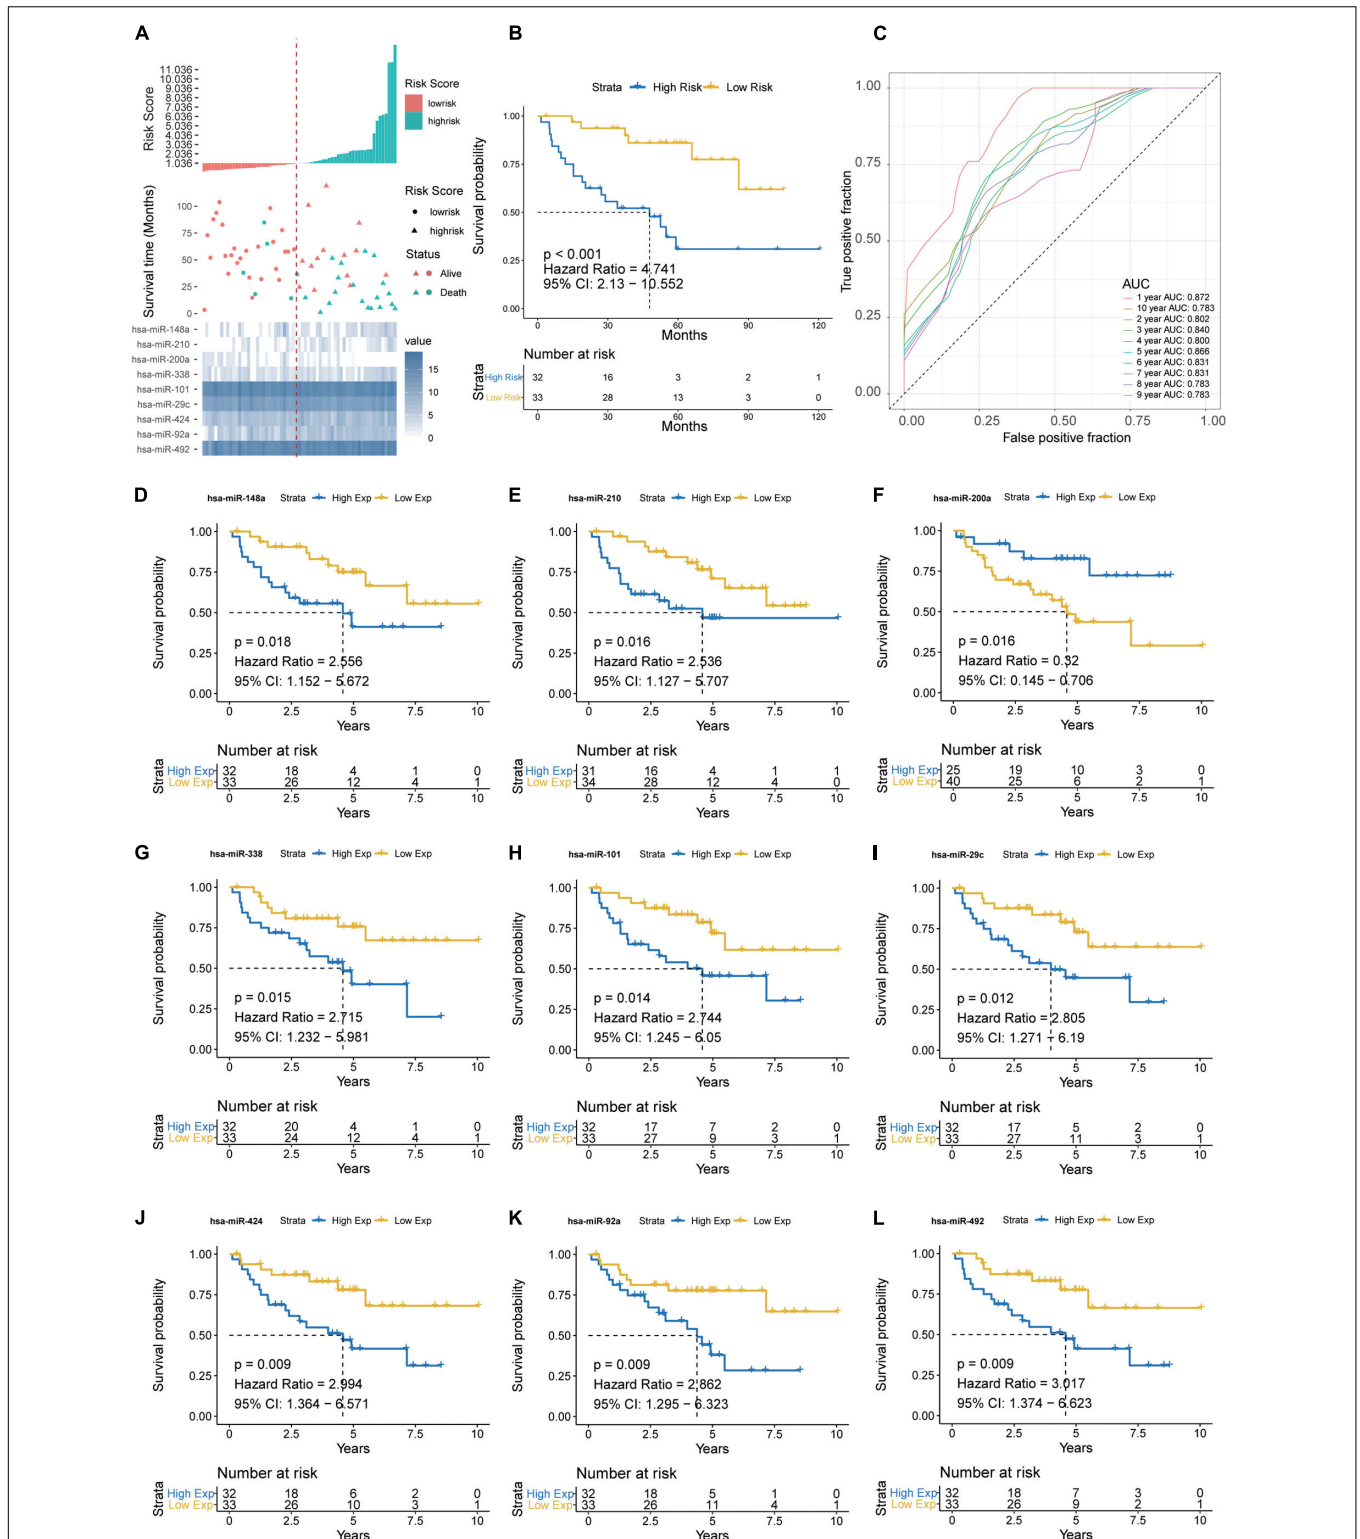 A
11.036
10.036
9.036
8.036
7.036
6.036
5.036
4.036
3.036
2.036
1.036
Risk Score
Risk Score
lowrisk
highrisk
100
75
50
25
0
Survival time (Months)
Risk Score
lowrisk
highrisk
Status
Alive
Death
hsa-miR-148a
hsa-miR-210
hsa-miR-200a
hsa-miR-338
hsa-miR-101
hsa-miR-29c
hsa-miR-424
hsa-miR-92a
hsa-miR-492
value
15
10
5
0
B
Strata High Risk Low Risk
1.00
0.75
0.50
0.25
0.00
Survival probability
p < 0.001
Hazard Ratio = 4.741
95% CI: 2.13 − 10.552
0 30 60 90 120
Months
Number at risk
Strata
High Risk 32 16 3 2 1
Low Risk 33 28 13 3 0
0 30 60 90 120
Months
C
1.00
0.75
0.50
0.25
0.00
True positive fraction
AUC
1 year AUC: 0.872
10 year AUC: 0.783
2 year AUC: 0.802
3 year AUC: 0.840
4 year AUC: 0.800
5 year AUC: 0.866
6 year AUC: 0.831
7 year AUC: 0.831
8 year AUC: 0.783
9 year AUC: 0.783
0.00 0.25 0.50 0.75 1.00
False positive fraction
D
hsa-miR-148a Strata High Exp Low Exp
1.00
0.75
0.50
0.25
0.00
Survival probability
p = 0.018
Hazard Ratio = 2.556
95% CI: 1.152 − 5.672
0 2.5 5 7.5 10
Years
Number at risk
Strata
High Exp 32 18 4 1 0
Low Exp 33 26 12 4 1
0 2.5 5 7.5 10
Years
E
hsa-miR-210 Strata High Exp Low Exp
1.00
0.75
0.50
0.25
0.00
Survival probability
p = 0.016
Hazard Ratio = 2.536
95% CI: 1.127 − 5.707
0 2.5 5 7.5 10
Years
Number at risk
Strata
High Exp 31 16 4 1 1
Low Exp 34 28 12 4 0
0 2.5 5 7.5 10
Years
F
hsa-miR-200a Strata High Exp Low Exp
1.00
0.75
0.50
0.25
0.00
Survival probability
p = 0.016
Hazard Ratio = 0.32
95% CI: 0.145 − 0.706
0 2.5 5 7.5 10
Years
Number at risk
Strata
High Exp 25 19 10 3 0
Low Exp 40 25 6 2 1
0 2.5 5 7.5 10
Years
G
hsa-miR-338 Strata High Exp Low Exp
1.00
0.75
0.50
0.25
0.00
Survival probability
p = 0.015
Hazard Ratio = 2.715
95% CI: 1.232 − 5.981
0 2.5 5 7.5 10
Years
Number at risk
Strata
High Exp 32 20 4 1 0
Low Exp 33 24 12 4 1
0 2.5 5 7.5 10
Years
H
hsa-miR-101 Strata High Exp Low Exp
1.00
0.75
0.50
0.25
0.00
Survival probability
p = 0.014
Hazard Ratio = 2.744
95% CI: 1.245 − 6.05
0 2.5 5 7.5 10
Years
Number at risk
Strata
High Exp 32 17 7 2 0
Low Exp 33 27 9 3 1
0 2.5 5 7.5 10
Years
I
hsa-miR-29c Strata High Exp Low Exp
1.00
0.75
0.50
0.25
0.00
Survival probability
p = 0.012
Hazard Ratio = 2.805
95% CI: 1.271 − 6.19
0 2.5 5 7.5 10
Years
Number at risk
Strata
High Exp 32 17 5 2 0
Low Exp 33 27 11 3 1
0 2.5 5 7.5 10
Years
J
hsa-miR-424 Strata High Exp Low Exp
1.00
0.75
0.50
0.25
0.00
Survival probability
p = 0.009
Hazard Ratio = 2.994
95% CI: 1.364 − 6.571
0 2.5 5 7.5 10
Years
Number at risk
Strata
High Exp 32 18 6 2 0
Low Exp 33 26 10 3 1
0 2.5 5 7.5 10
Years
K
hsa-miR-92a Strata High Exp Low Exp
1.00
0.75
0.50
0.25
0.00
Survival probability
p = 0.009
Hazard Ratio = 2.862
95% CI: 1.295 − 6.323
0 2.5 5 7.5 10
Years
Number at risk
Strata
High Exp 32 18 5 1 0
Low Exp 33 26 11 4 1
0 2.5 5 7.5 10
Years
L
hsa-miR-492 Strata High Exp Low Exp
1.00
0.75
0.50
0.25
0.00
Survival probability
p = 0.009
Hazard Ratio = 3.017
95% CI: 1.374 − 6.623
0 2.5 5 7.5 10
Years
Number at risk
Strata
High Exp 32 18 7 3 0
Low Exp 33 26 9 2 1
0 2.5 5 7.5 10
Years